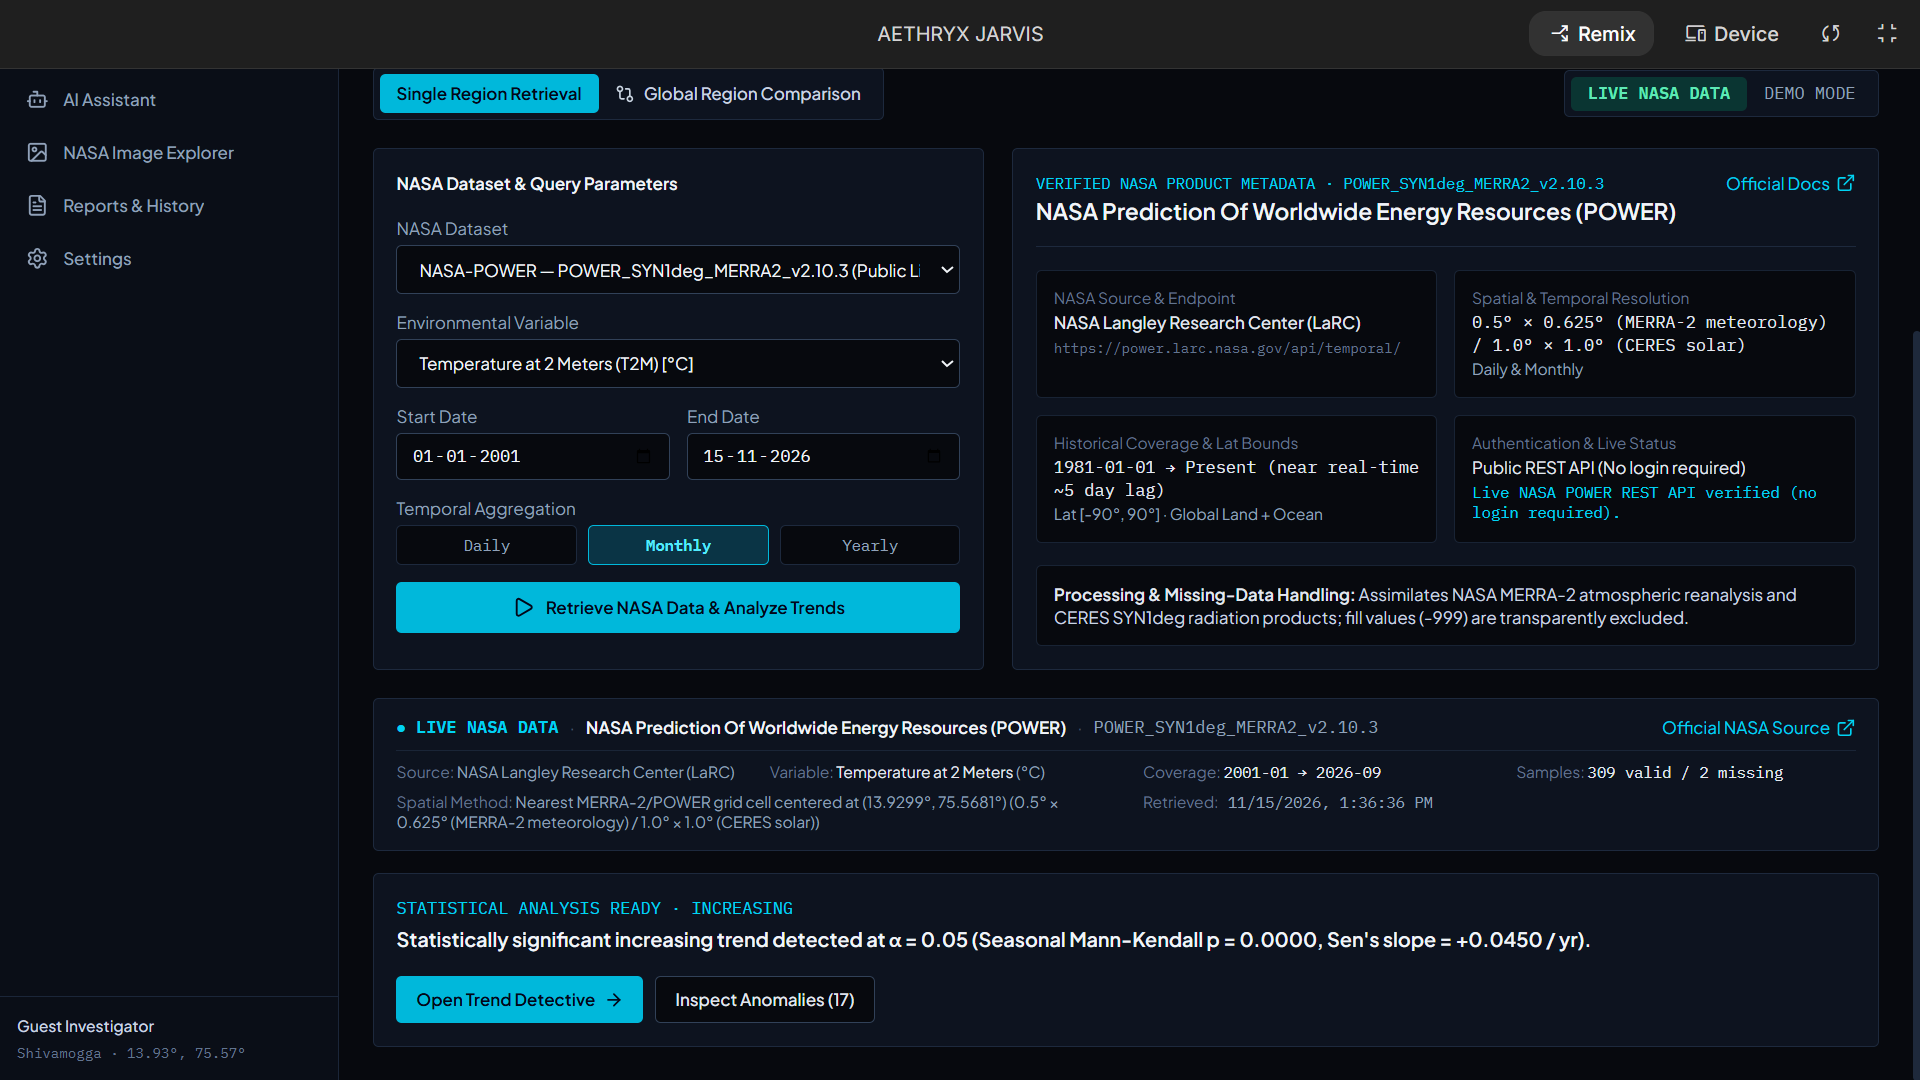 AETHRYX JARVIS
Remix
Device
AI Assistant
NASA Image Explorer
Reports & History
Settings
Guest Investigator
Shivamogga · 13.93°, 75.57°
Single Region Retrieval
Global Region Comparison
LIVE NASA DATA
DEMO MODE
NASA Dataset & Query Parameters
NASA Dataset
NASA-POWER — POWER_SYN1deg_MERRA2_v2.10.3 (Public Li
Environmental Variable
Temperature at 2 Meters (T2M) [°C]
Start Date
End Date
01-01-2001
15-11-2026
Temporal Aggregation
Daily
Monthly
Yearly
Retrieve NASA Data & Analyze Trends
VERIFIED NASA PRODUCT METADATA · POWER_SYN1deg_MERRA2_v2.10.3
Official Docs
NASA Prediction Of Worldwide Energy Resources (POWER)
NASA Source & Endpoint
NASA Langley Research Center (LaRC)
https://power.larc.nasa.gov/api/temporal/
Spatial & Temporal Resolution
0.5° × 0.625° (MERRA-2 meteorology)
/ 1.0° × 1.0° (CERES solar)
Daily & Monthly
Historical Coverage & Lat Bounds
1981-01-01 → Present (near real-time
~5 day lag)
Lat [-90°, 90°] · Global Land + Ocean
Authentication & Live Status
Public REST API (No login required)
Live NASA POWER REST API verified (no
login required).
Processing & Missing-Data Handling: Assimilates NASA MERRA-2 atmospheric reanalysis and
CERES SYN1deg radiation products; fill values (-999) are transparently excluded.
● LIVE NASA DATA · NASA Prediction Of Worldwide Energy Resources (POWER) · POWER_SYN1deg_MERRA2_v2.10.3
Official NASA Source
Source: NASA Langley Research Center (LaRC)
Variable: Temperature at 2 Meters (°C)
Coverage: 2001-01 → 2026-09
Samples: 309 valid / 2 missing
Spatial Method: Nearest MERRA-2/POWER grid cell centered at (13.9299°, 75.5681°) (0.5° ×
0.625° (MERRA-2 meteorology) / 1.0° × 1.0° (CERES solar))
Retrieved: 11/15/2026, 1:36:36 PM
STATISTICAL ANALYSIS READY · INCREASING
Statistically significant increasing trend detected at α = 0.05 (Seasonal Mann-Kendall p = 0.0000, Sen's slope = +0.0450 / yr).
Open Trend Detective →
Inspect Anomalies (17)